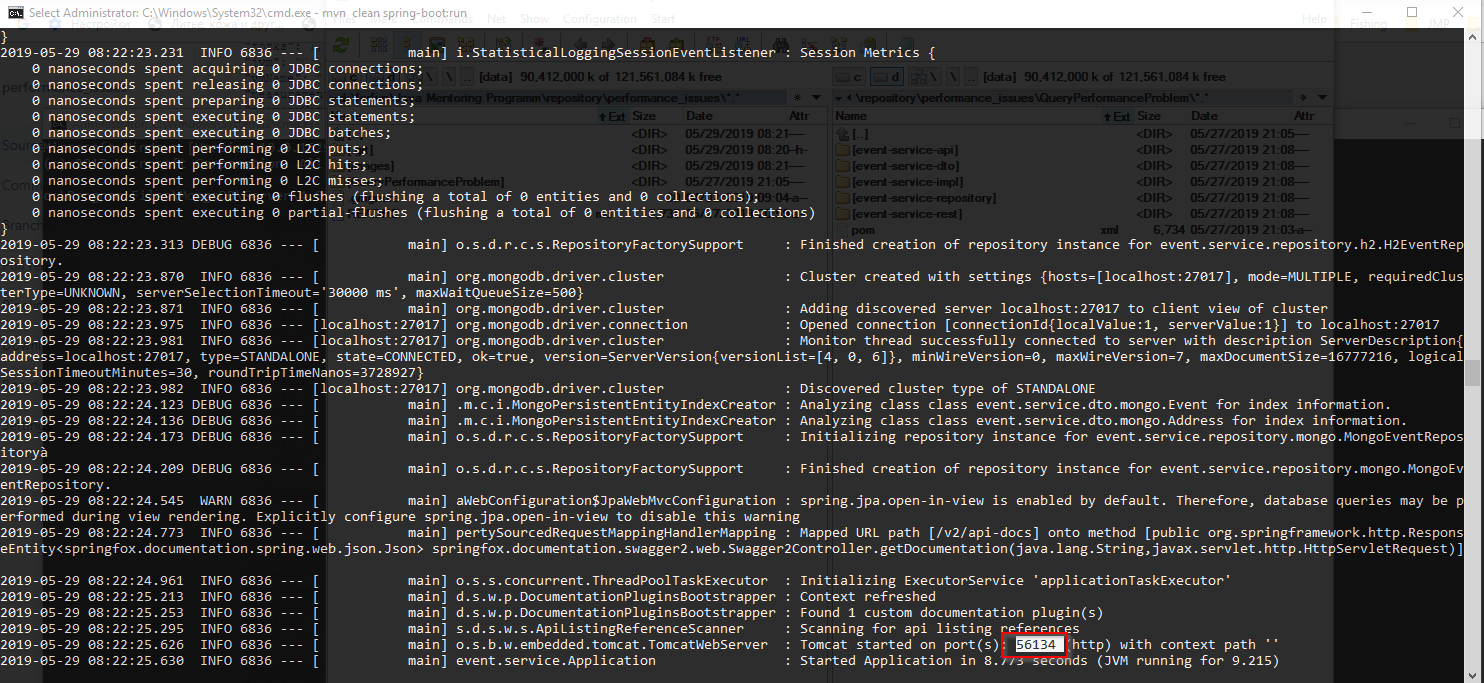 Select Administrator: C:\Windows\System32\cmd.exe - mvn clean spring-boot:run
}
2019-05-29 08:22:23.231  INFO 6836 --- [           main] i.StatisticalLoggingSessionEventListener : Session Metrics {
    0 nanoseconds spent acquiring 0 JDBC connections;
    0 nanoseconds spent releasing 0 JDBC connections;
    0 nanoseconds spent preparing 0 JDBC statements;
    0 nanoseconds spent executing 0 JDBC statements;
    0 nanoseconds spent executing 0 JDBC batches;
    0 nanoseconds spent performing 0 L2C puts;
    0 nanoseconds spent performing 0 L2C hits;
    0 nanoseconds spent performing 0 L2C misses;
    0 nanoseconds spent executing 0 flushes (flushing a total of 0 entities and 0 collections);
    0 nanoseconds spent executing 0 partial-flushes (flushing a total of 0 entities and 0 collections)
}
2019-05-29 08:22:23.313 DEBUG 6836 --- [           main] o.s.d.r.c.s.RepositoryFactorySupport     : Finished creation of repository instance for event.service.repository.h2.H2EventRep
ository.
2019-05-29 08:22:23.870  INFO 6836 --- [           main] org.mongodb.driver.cluster               : Cluster created with settings {hosts=[localhost:27017], mode=MULTIPLE, requiredClus
terType=UNKNOWN, serverSelectionTimeout='30000 ms', maxWaitQueueSize=500}
2019-05-29 08:22:23.871  INFO 6836 --- [           main] org.mongodb.driver.cluster               : Adding discovered server localhost:27017 to client view of cluster
2019-05-29 08:22:23.975  INFO 6836 --- [localhost:27017] org.mongodb.driver.connection            : Opened connection [connectionId{localValue:1, serverValue:1}] to localhost:27017
2019-05-29 08:22:23.981  INFO 6836 --- [localhost:27017] org.mongodb.driver.cluster               : Monitor thread successfully connected to server with description ServerDescription{
address=localhost:27017, type=STANDALONE, state=CONNECTED, ok=true, version=ServerVersion{versionList=[4, 0, 6]}, minWireVersion=0, maxWireVersion=7, maxDocumentSize=16777216, logical
SessionTimeoutMinutes=30, roundTripTimeNanos=3728927}
2019-05-29 08:22:23.982  INFO 6836 --- [localhost:27017] org.mongodb.driver.cluster               : Discovered cluster type of STANDALONE
2019-05-29 08:22:24.123 DEBUG 6836 --- [           main] .m.c.i.MongoPersistentEntityIndexCreator : Analyzing class class event.service.dto.mongo.Event for index information.
2019-05-29 08:22:24.136 DEBUG 6836 --- [           main] .m.c.i.MongoPersistentEntityIndexCreator : Analyzing class class event.service.dto.mongo.Address for index information.
2019-05-29 08:22:24.173 DEBUG 6836 --- [           main] o.s.d.r.c.s.RepositoryFactorySupport     : Initializing repository instance for event.service.repository.mongo.MongoEventRepos
itoryà
2019-05-29 08:22:24.209 DEBUG 6836 --- [           main] o.s.d.r.c.s.RepositoryFactorySupport     : Finished creation of repository instance for event.service.repository.mongo.MongoEv
entRepository.
2019-05-29 08:22:24.545  WARN 6836 --- [           main] aWebConfiguration$JpaWebMvcConfiguration : spring.jpa.open-in-view is enabled by default. Therefore, database queries may be p
erformed during view rendering. Explicitly configure spring.jpa.open-in-view to disable this warning
2019-05-29 08:22:24.773  INFO 6836 --- [           main] pertySourcedRequestMappingHandlerMapping : Mapped URL path [/v2/api-docs] onto method [public org.springframework.http.Respons
eEntity<springfox.documentation.spring.web.json.Json> springfox.documentation.swagger2.web.Swagger2Controller.getDocumentation(java.lang.String,javax.servlet.http.HttpServletRequest)]
2019-05-29 08:22:24.961  INFO 6836 --- [           main] o.s.s.concurrent.ThreadPoolTaskExecutor  : Initializing ExecutorService 'applicationTaskExecutor'
2019-05-29 08:22:25.213  INFO 6836 --- [           main] d.s.w.p.DocumentationPluginsBootstrapper : Context refreshed
2019-05-29 08:22:25.253  INFO 6836 --- [           main] d.s.w.p.DocumentationPluginsBootstrapper : Found 1 custom documentation plugin(s)
2019-05-29 08:22:25.295  INFO 6836 --- [           main] s.d.s.w.s.ApiListingReferenceScanner     : Scanning for api listing references
2019-05-29 08:22:25.626  INFO 6836 --- [           main] o.s.b.w.embedded.tomcat.TomcatWebServer  : Tomcat started on port(s): 56134 (http) with context path ''
2019-05-29 08:22:25.630  INFO 6836 --- [           main] event.service.Application                : Started Application in 8.773 seconds (JVM running for 9.215)